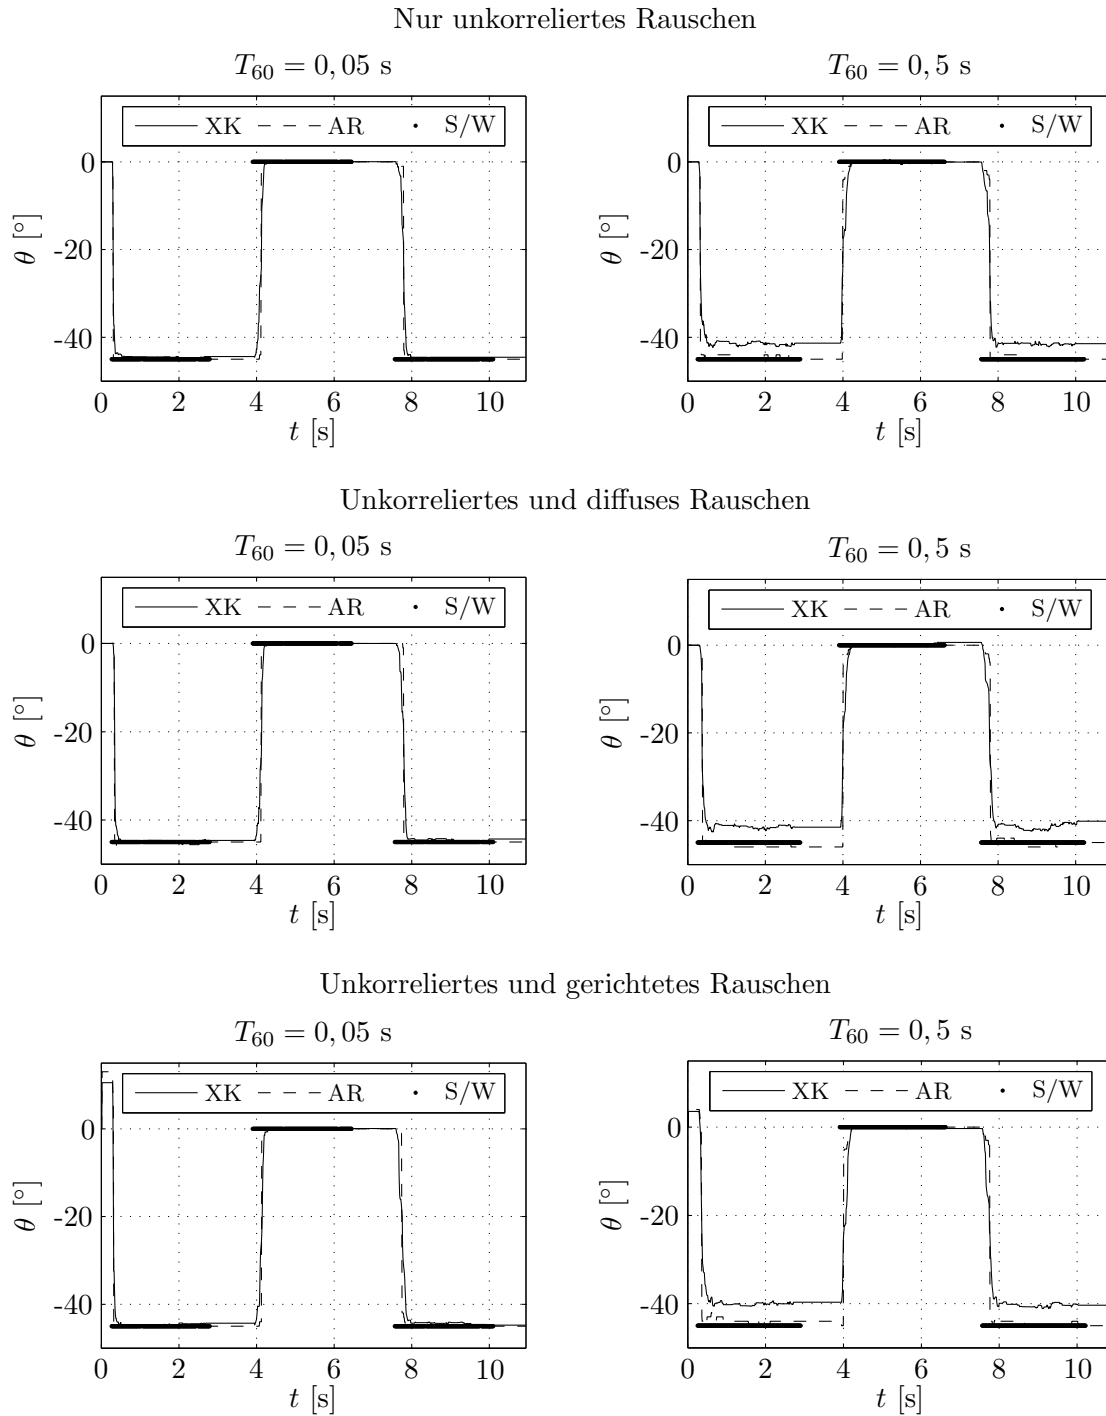 Nur unkorreliertes Rauschen
T60 = 0, 05 s
T60 = 0, 5 s
XK AR S/W
XK AR S/W
0
-20
-40
θ [°]
0 2 4 6 8 10
t [s]
0
-20
-40
θ [°]
0 2 4 6 8 10
t [s]
Unkorreliertes und diffuses Rauschen
T60 = 0, 05 s
T60 = 0, 5 s
XK AR S/W
XK AR S/W
0
-20
-40
θ [°]
0 2 4 6 8 10
t [s]
0
-20
-40
θ [°]
0 2 4 6 8 10
t [s]
Unkorreliertes und gerichtetes Rauschen
T60 = 0, 05 s
T60 = 0, 5 s
XK AR S/W
XK AR S/W
0
-20
-40
θ [°]
0 2 4 6 8 10
t [s]
0
-20
-40
θ [°]
0 2 4 6 8 10
t [s]